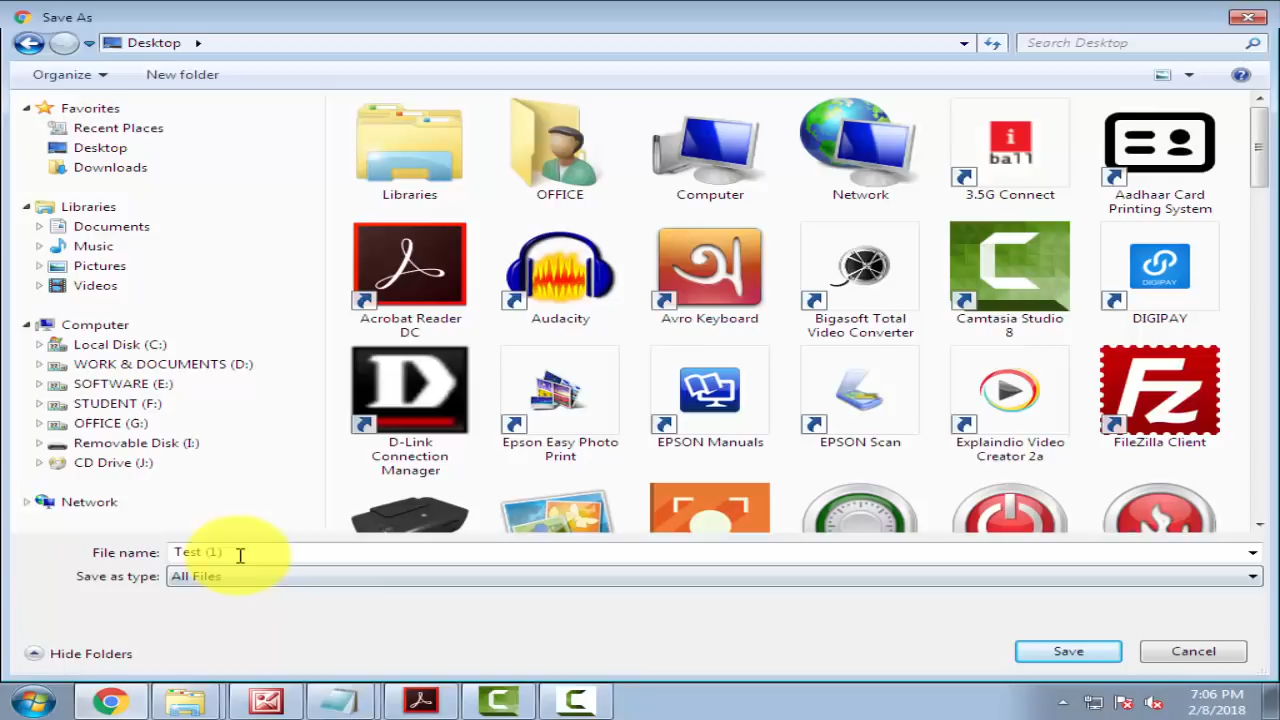 Save As
Desktop
Search Desktop
Organize
New folder
Favorites
Recent Places
Desktop
Downloads
Libraries
Documents
Music
Pictures
Videos
Computer
Local Disk (C:)
WORK & DOCUMENTS (D:)
SOFTWARE (E:)
STUDENT (F:)
OFFICE (G:)
Removable Disk (I:)
CD Drive (J:)
Network
i
ball
Libraries
OFFICE
Computer
Network
3.5G Connect
Aadhaar Card
Printing System
অ
DIGIPAY
Acrobat Reader
DC
Audacity
Avro Keyboard
Bigasoft Total
Video Converter
Camtasia Studio
8
DIGIPAY
D
Fz
D-Link
Connection
Manager
Epson Easy Photo
Print
EPSON Manuals
EPSON Scan
Explaindio Video
Creator 2a
FileZilla Client
File name:
Test (1)
Save as type:
All Files
Hide Folders
Save
Cancel
7:06 PM
2/8/2018